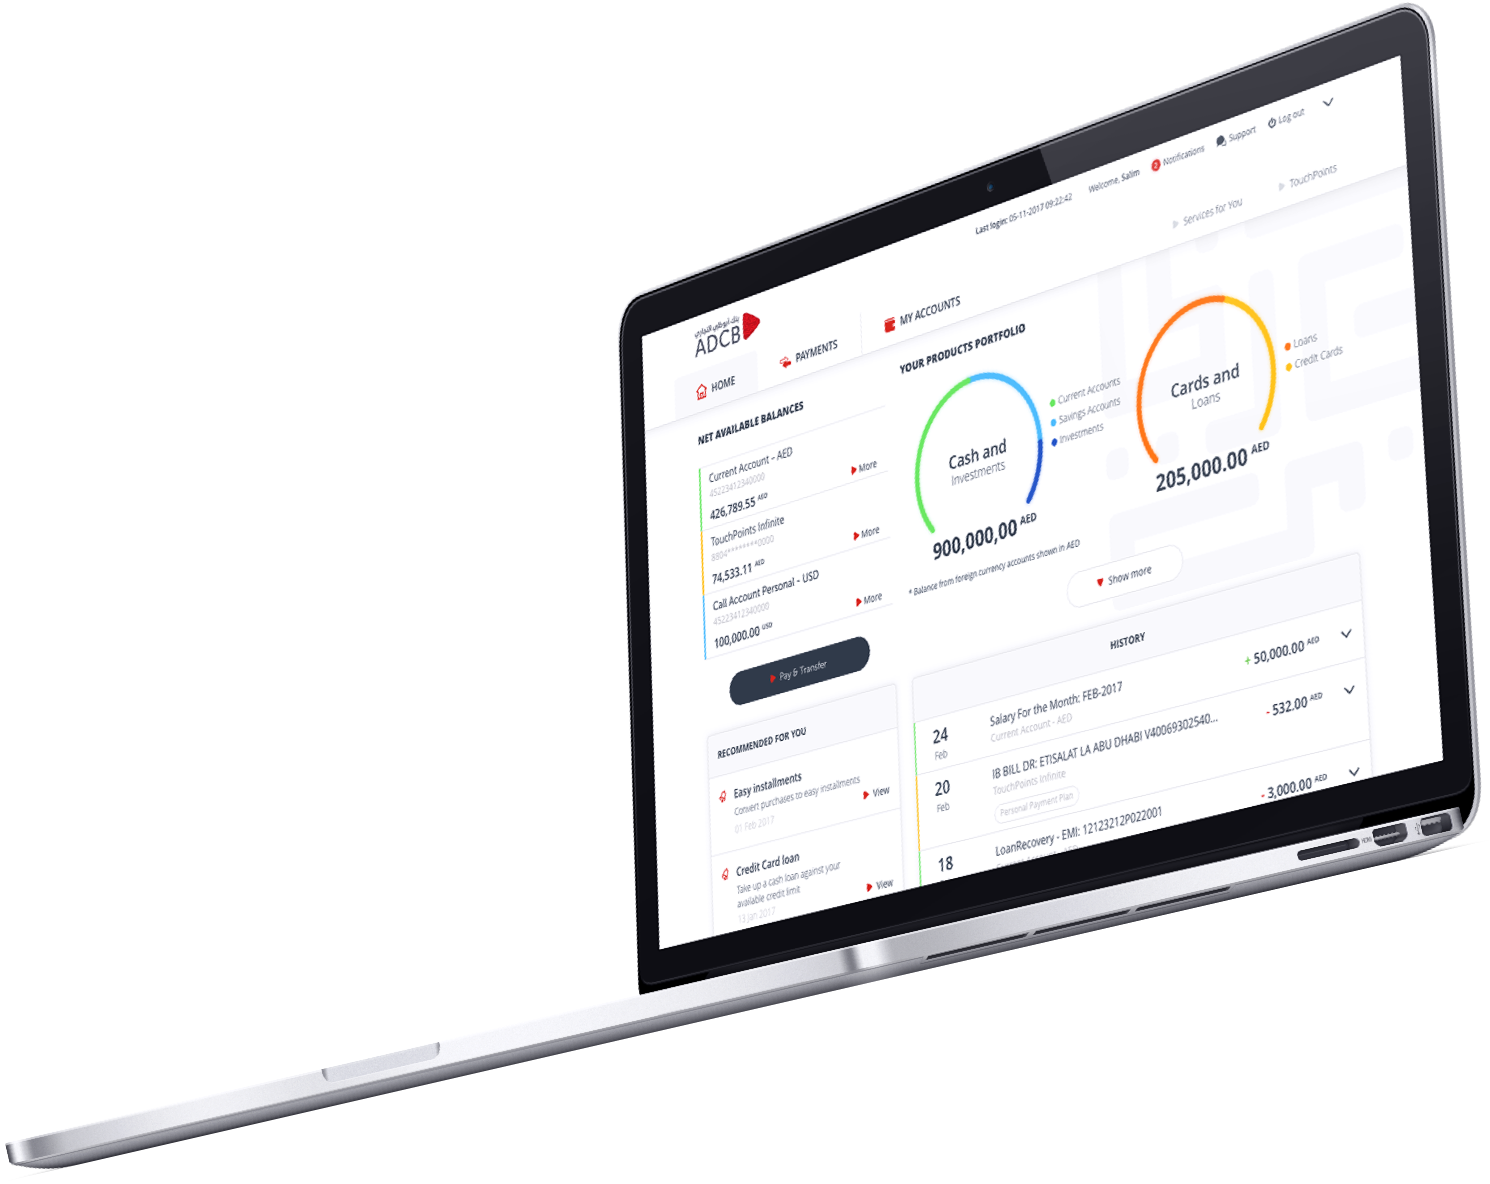 Last login: 05-11-2017 09:22:42
Welcome, Salim
2
Notifications
Support
Log out
بنك أبوظبي التجاري
ADCB
HOME
PAYMENTS
MY ACCOUNTS
Services for You
TouchPoints
NET AVAILABLE BALANCES
Current Account – AED
45223412340000
426,789.55 AED
More
TouchPoints Infinite
8804********0000
74,533.11 AED
More
Call Account Personal – USD
45223412340000
100,000.00 USD
More
Pay & Transfer
YOUR PRODUCTS PORTFOLIO
Cash and
Investments
900,000,00 AED
Current Accounts
Savings Accounts
Investments
Cards and
Loans
205,000.00 AED
Loans
Credit Cards
* Balance from foreign currency accounts shown in AED
Show more
RECOMMENDED FOR YOU
Easy installments
Convert purchases to easy installments
01 Feb 2017
View
Credit Card loan
Take up a cash loan against your
available credit limit
13 Jan 2017
View
HISTORY
24
Feb
Salary For the Month: FEB-2017
Current Account - AED
+ 50,000.00 AED
20
Feb
IB BILL DR: ETISALAT LA ABU DHABI V40069302540...
TouchPoints Infinite
Personal Payment Plan
- 532.00 AED
18
LoanRecovery - EMI: 12123212P022001
- 3,000.00 AED